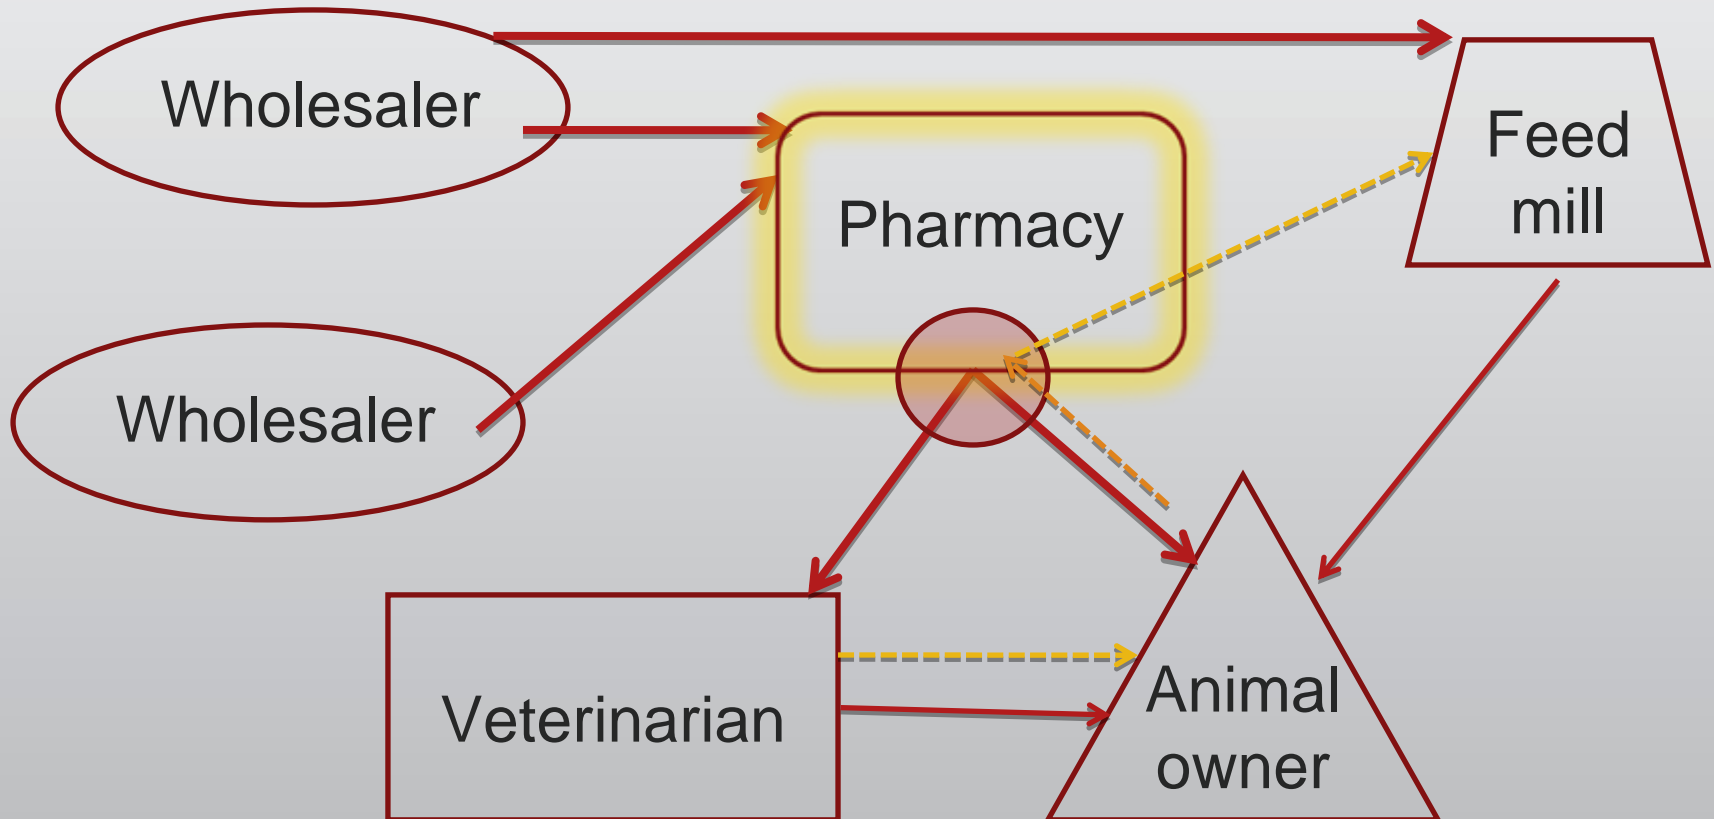 Wholesaler
Feed
mill
Pharmacy
Wholesaler
Veterinarian
Animal
owner